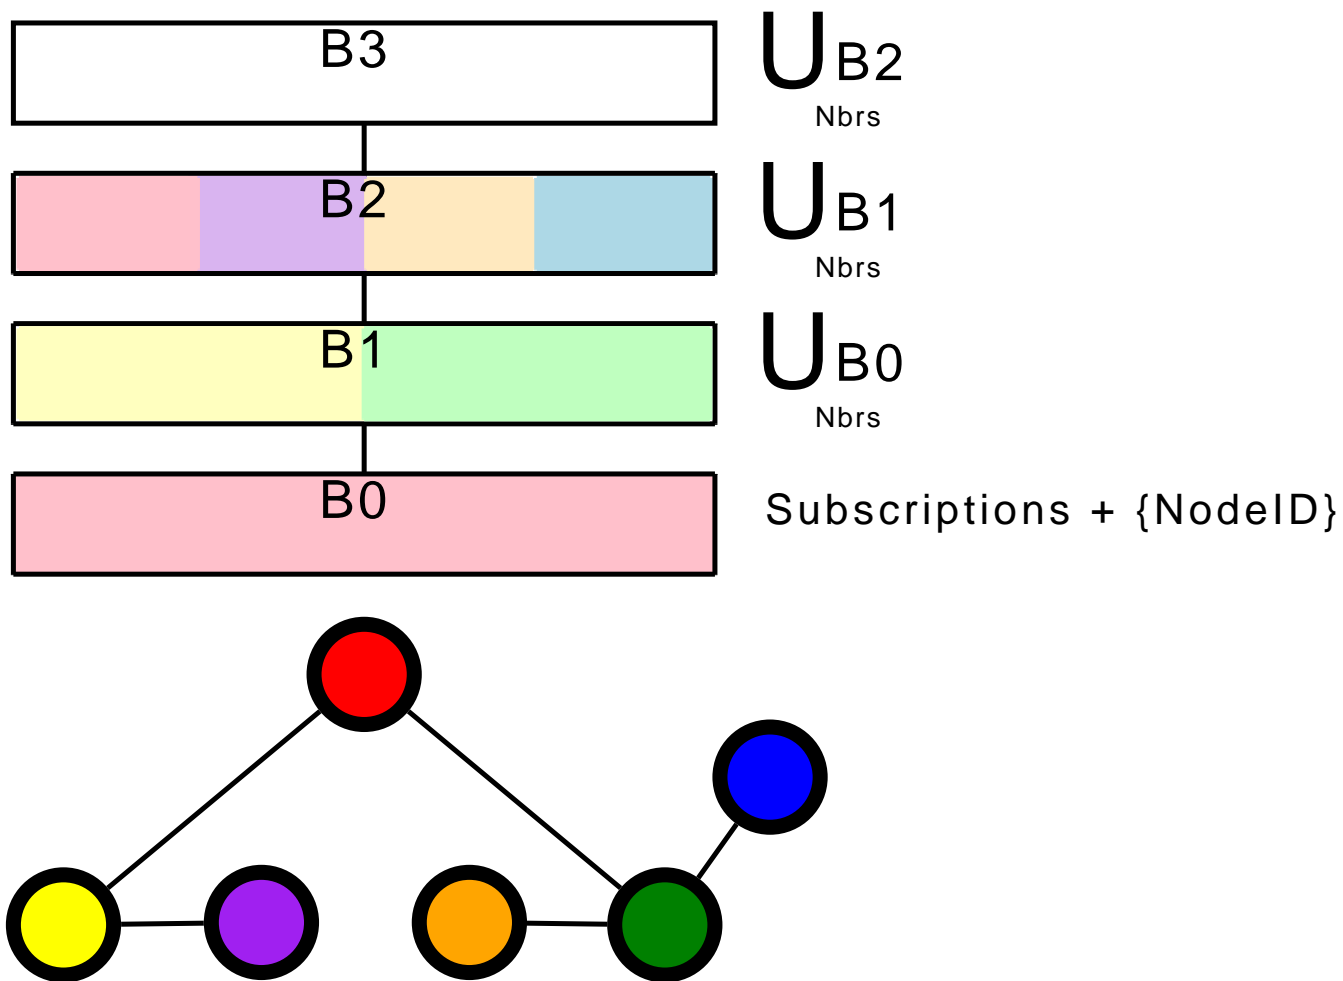 B3
U B2
Nbrs
B2
U B1
Nbrs
B1
U B0
Nbrs
B0
Subscriptions + {NodeID}